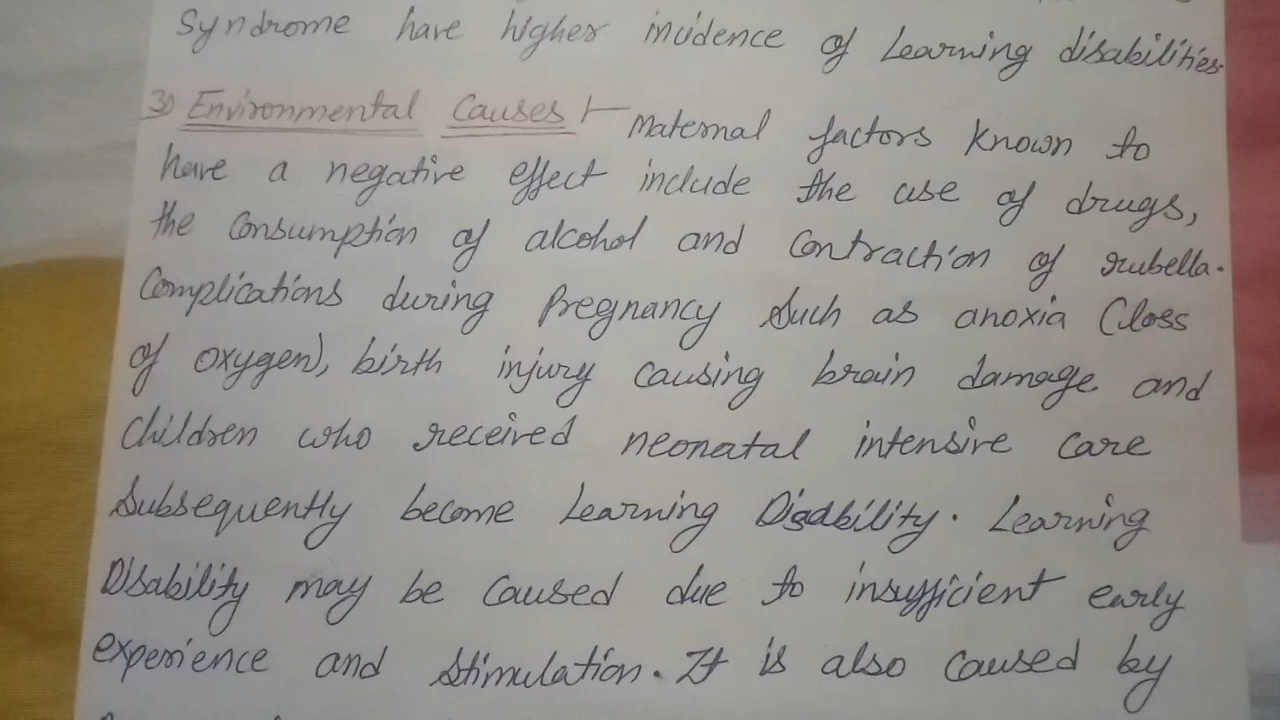 Syndrome have higher incidence of Learning disabilities.
3) Environmental Causes :- Maternal factors known to
have a negative effect include the use of drugs,
the consumption of alcohol and contraction of rubella.
Complications during pregnancy such as anoxia (loss
of oxygen), birth injury causing brain damage and
children who received neonatal intensive care
subsequently become Learning Disability. Learning
Disability may be caused due to insufficient early
experience and stimulation. It is also caused by